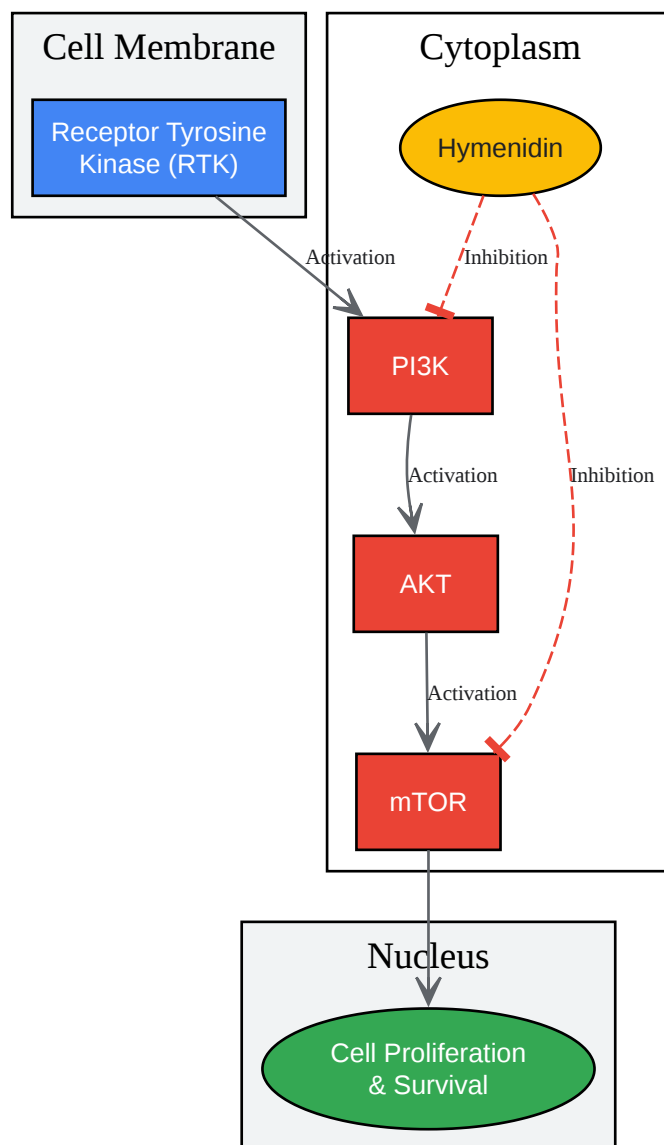 Cell Membrane
Cytoplasm
Receptor Tyrosine
Kinase (RTK)
Hymenidin
Activation
Inhibition
PI3K
Activation
Inhibition
AKT
Activation
mTOR
Nucleus
Cell Proliferation
& Survival